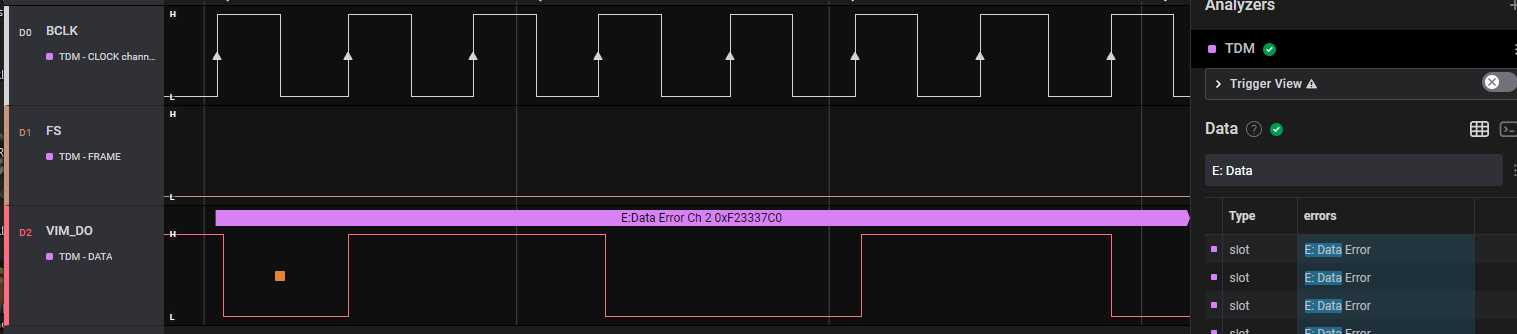 D0 BCLK
TDM - CLOCK chann...
H
L
D1 FS
TDM - FRAME
H
L
D2 VIM_DO
TDM - DATA
H
L
E:Data Error Ch 2 0xF23337C0
Analyzers
TDM
Trigger View
Data
E: Data
Type errors
slot E: Data Error
slot E: Data Error
slot E: Data Error
E: Data Error